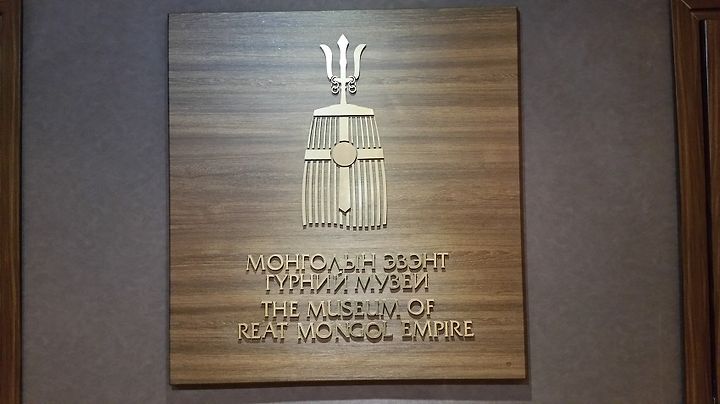 МОНГОЛЫН ЭЗЭНТ
ГҮРНИЙ МУЗЕЙ
THE MUSEUM OF
REAT MONGOL EMPIRE